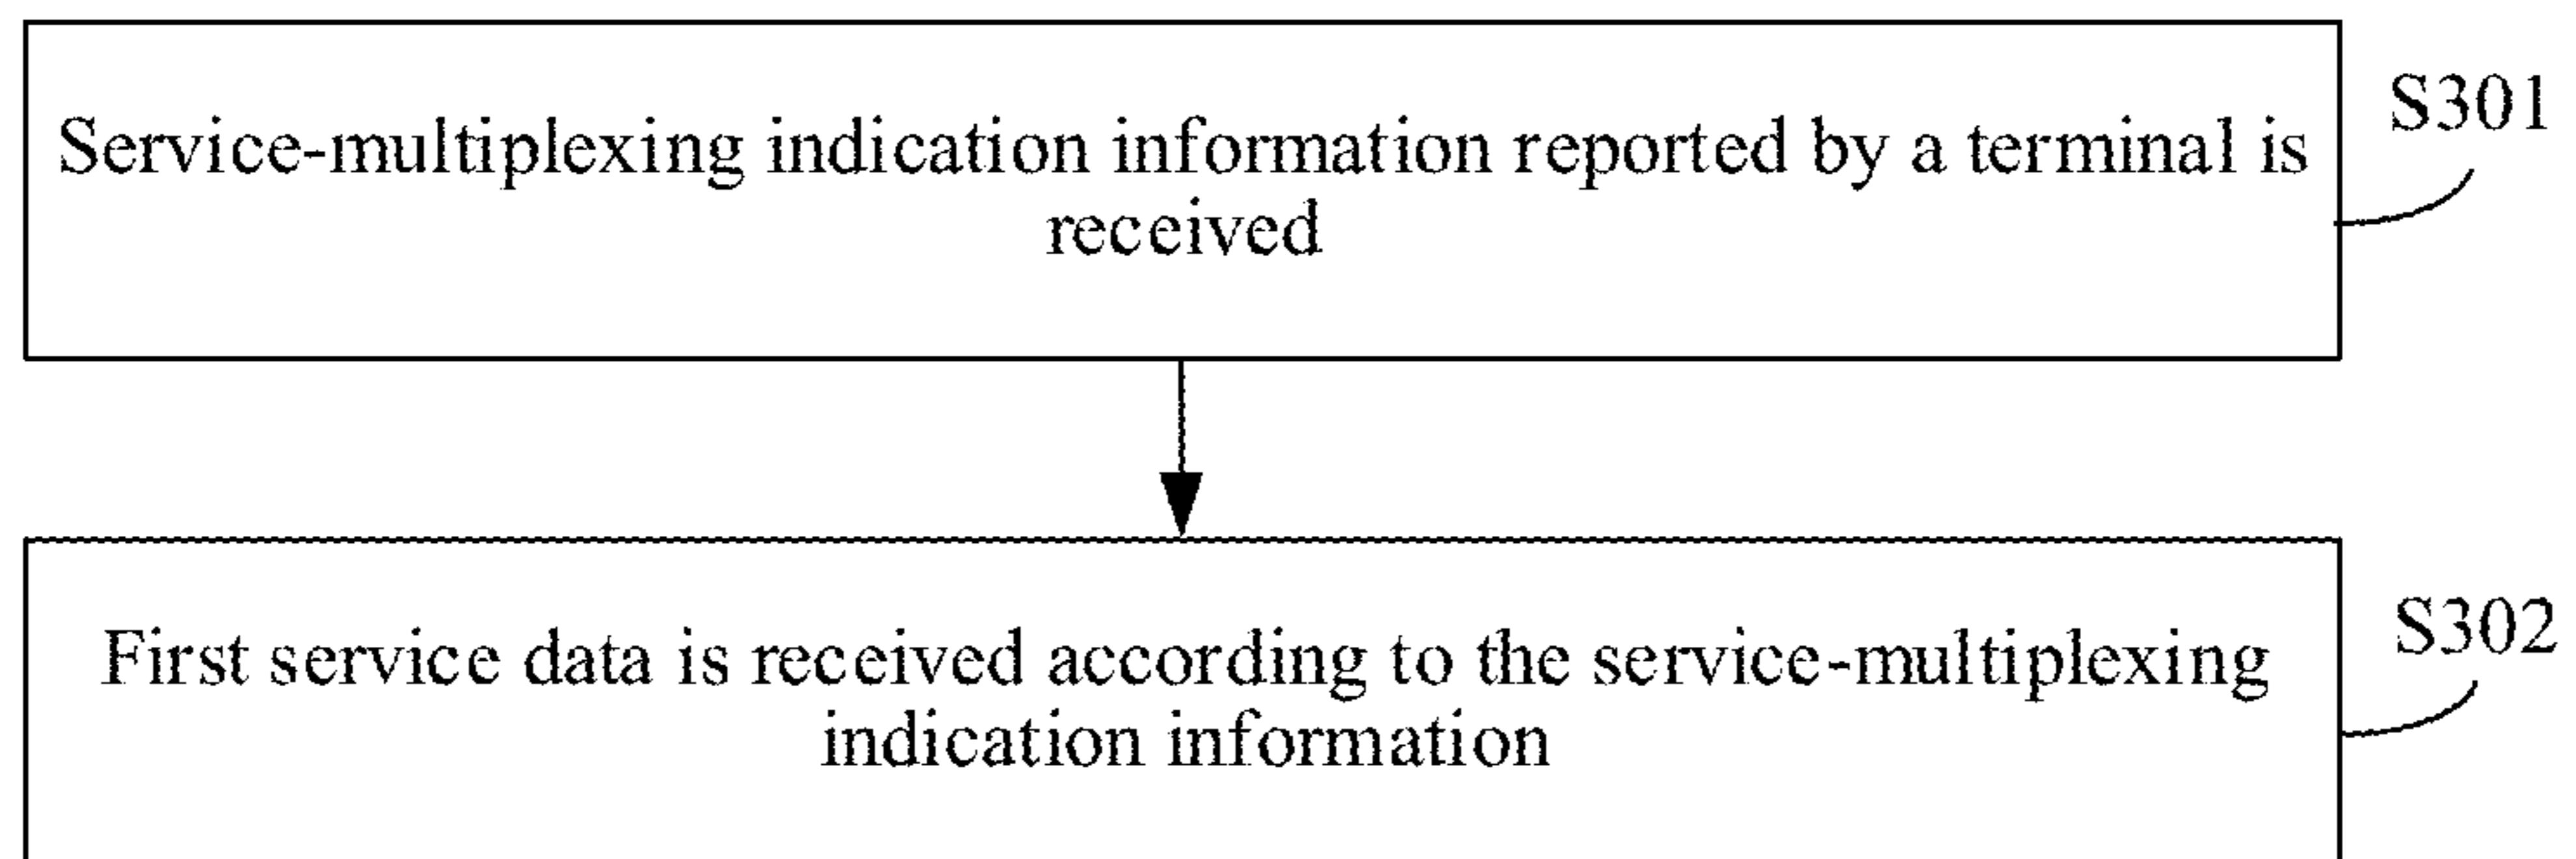 Service-multiplexing indication information reported by a terminal is
received
S301
First service data is received according to the service-multiplexing
indication information
S302